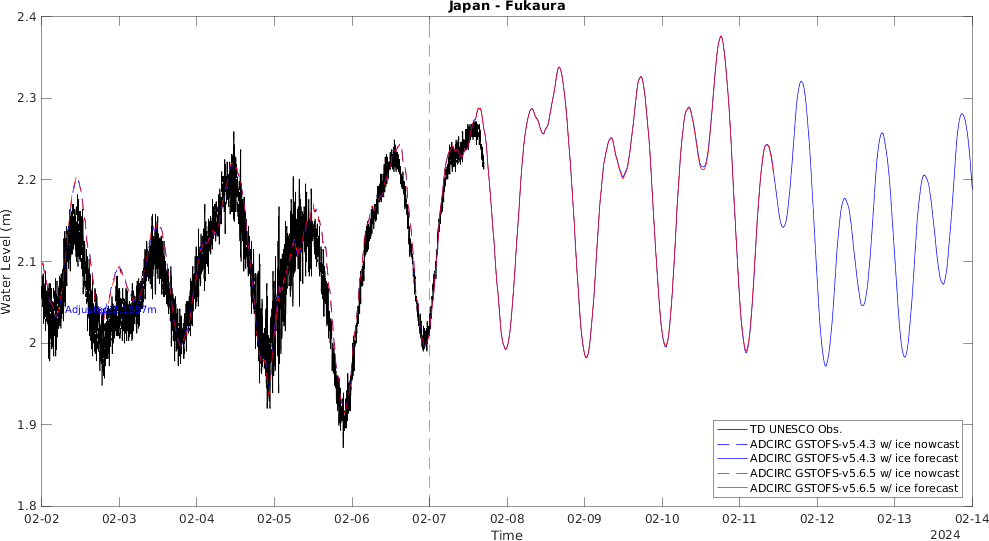 Japan - Fukaura
Water Level (m)
2.4
2.3
2.2
2.1
2
1.9
1.8
TD UNESCO Obs.
ADCIRC GSTOFS-v5.4.3 w/ ice nowcast
ADCIRC GSTOFS-v5.4.3 w/ ice forecast
ADCIRC GSTOFS-v5.6.5 w/ ice nowcast
ADCIRC GSTOFS-v5.6.5 w/ ice forecast
02-02 02-03 02-04 02-05 02-06 02-07 02-08 02-09 02-10 02-11 02-12 02-13 02-14
Time
2024